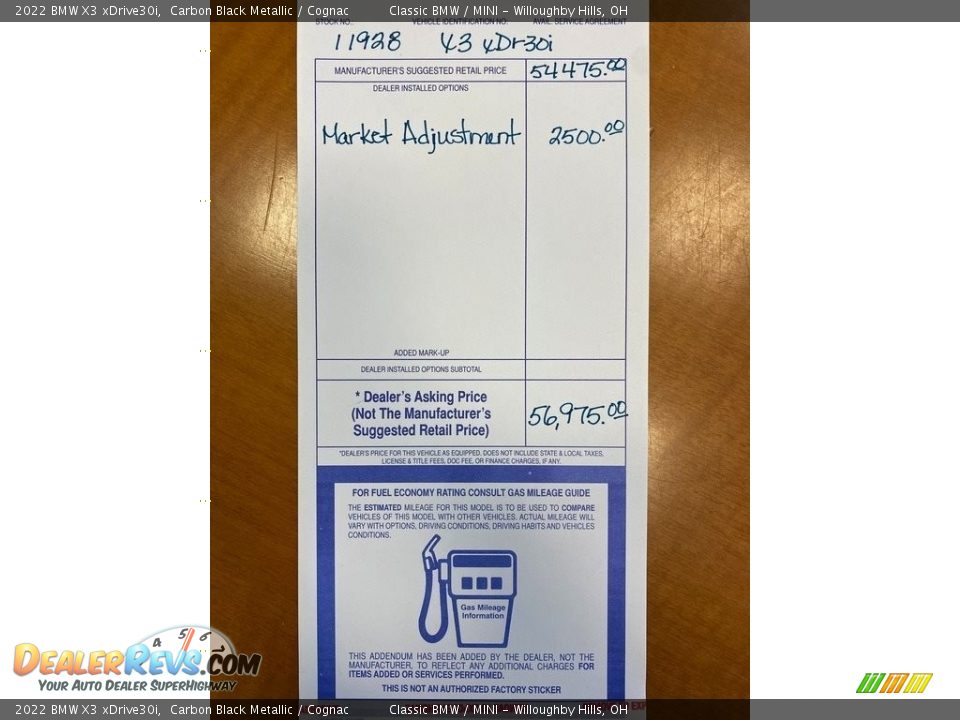 2022 BMW X3 xDrive30i, Carbon Black Metallic / Cognac Classic BMW / MINI - Willoughby Hills, OH
STOCK NO. VEHICLE IDENTIFICATION NO. AVAIL. SERVICE AGREEMENT
11928 X3 xDr30i
MANUFACTURER'S SUGGESTED RETAIL PRICE 54475.00
DEALER INSTALLED OPTIONS
Market Adjustment 2500.00
ADDED MARK-UP
DEALER INSTALLED OPTIONS SUBTOTAL
* Dealer's Asking Price
(Not The Manufacturer's
Suggested Retail Price)
56,975.00
*DEALER'S PRICE FOR THIS VEHICLE AS EQUIPPED. DOES NOT INCLUDE STATE & LOCAL TAXES,
LICENSE & TITLE FEES, DOC FEE, OR FINANCE CHARGES, IF ANY.
FOR FUEL ECONOMY RATING CONSULT GAS MILEAGE GUIDE
THE ESTIMATED MILEAGE FOR THIS MODEL IS TO BE USED TO COMPARE
VEHICLES OF THIS MODEL WITH OTHER VEHICLES. ACTUAL MILEAGE WILL
VARY WITH OPTIONS, DRIVING CONDITIONS, DRIVING HABITS AND VEHICLES
CONDITIONS.
Gas Mileage
Information
THIS ADDENDUM HAS BEEN ADDED BY THE DEALER, NOT THE
MANUFACTURER, TO REFLECT ANY ADDITIONAL CHARGES FOR
ITEMS ADDED OR SERVICES PERFORMED.
THIS IS NOT AN AUTHORIZED FACTORY STICKER
4 5 6
DEALERREVS.COM
YOUR AUTO DEALER SUPERHIGHWAY
2022 BMW X3 xDrive30i, Carbon Black Metallic / Cognac Classic BMW / MINI - Willoughby Hills, OH